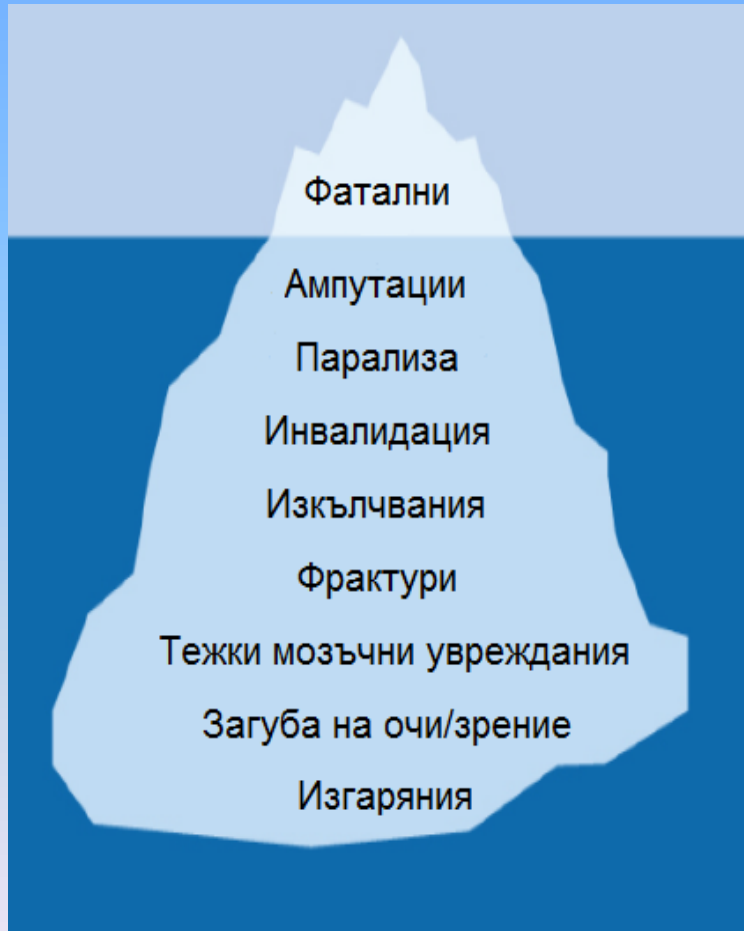 Фатални
Ампутации
Парализа
Инвалидация
Изкълчвания
Фрактури
Тежки мозъчни увреждания
Загуба на очи/зрение
Изгаряния